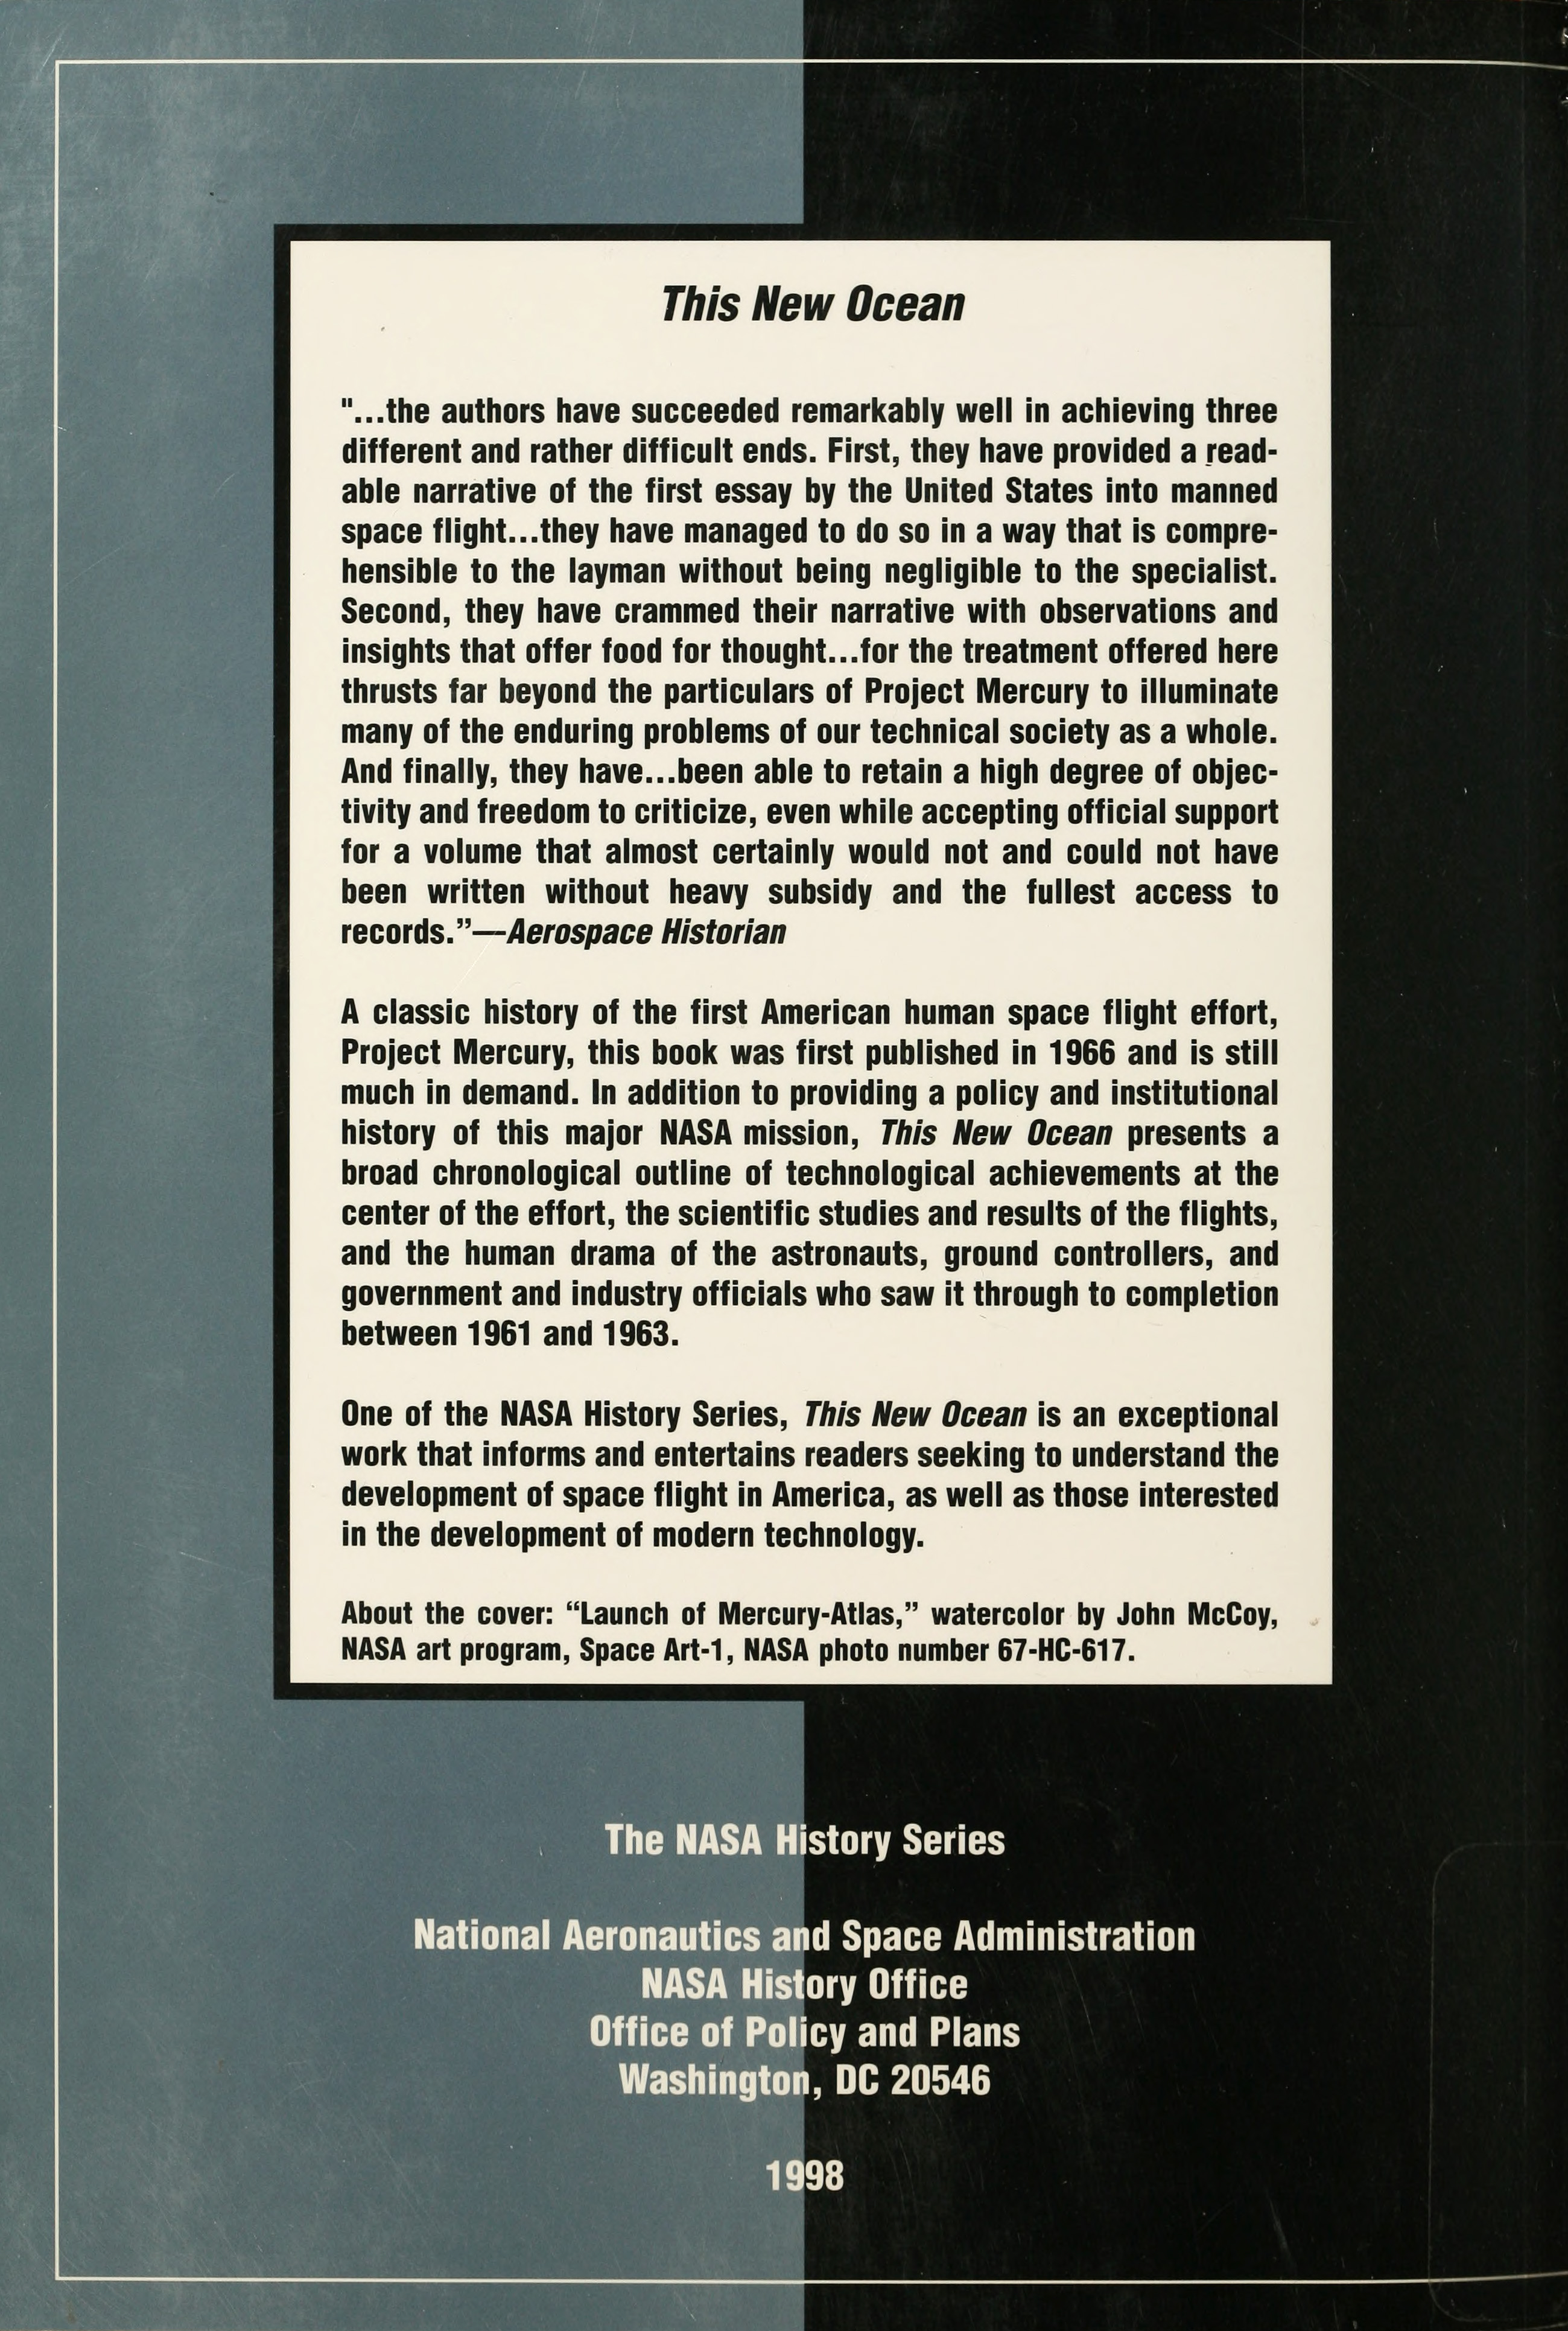 This New Ocean
"...the authors have succeeded remarkably well in achieving three
different and rather difficult ends. First, they have provided a read-
able narrative of the first essay by the United States into manned
space flight...they have managed to do so in a way that is compre-
hensible to the layman without being negligible to the specialist.
Second, they have crammed their narrative with observations and
insights that offer food for thought...for the treatment offered here
thrusts far beyond the particulars of Project Mercury to illuminate
many of the enduring problems of our technical society as a whole.
And finally, they have...been able to retain a high degree of objec-
tivity and freedom to criticize, even while accepting official support
for a volume that almost certainly would not and could not have
been written without heavy subsidy and the fullest access to
records.”—Aerospace Historian
A classic history of the first American human space flight effort,
Project Mercury, this book was first published in 1966 and is still
much in demand. In addition to providing a policy and institutional
history of this major NASA mission, This New Ocean presents a
broad chronological outline of technological achievements at the
center of the effort, the scientific studies and results of the flights,
and the human drama of the astronauts, ground controllers, and
government and industry officials who saw it through to completion
between 1961 and 1963.
One of the NASA History Series, This New Ocean is an exceptional
work that informs and entertains readers seeking to understand the
development of space flight in America, as well as those interested
in the development of modern technology.
About the cover: “Launch of Mercury-Atlas,” watercolor by John McCoy,
NASA art program, Space Art-1, NASA photo number 67-HC-617.
The NASA History Series
National Aeronautics and Space Administration
NASA History Office
Office of Policy and Plans
Washington, DC 20546
1998